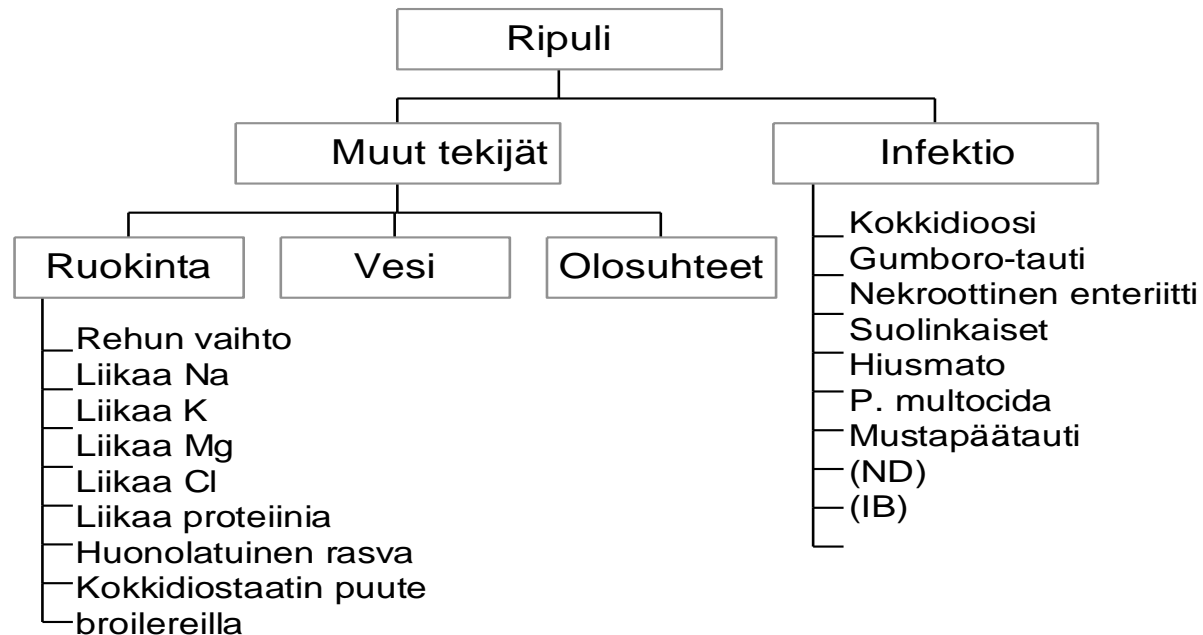 Ripuli
Muut tekijät
Infektio
Ruokinta
Vesi
Olosuhteet
Rehun vaihto
Liikaa Na
Liikaa K
Liikaa Mg
Liikaa Cl
Liikaa proteiinia
Huonolatuinen rasva
Kokkidiostaatin puute
broilereilla
Kokkidioosi
Gumboro-tauti
Nekroottinen enteriitti
Suolinkaiset
Hiusmato
P. multocida
Mustapäätauti
(ND)
(IB)